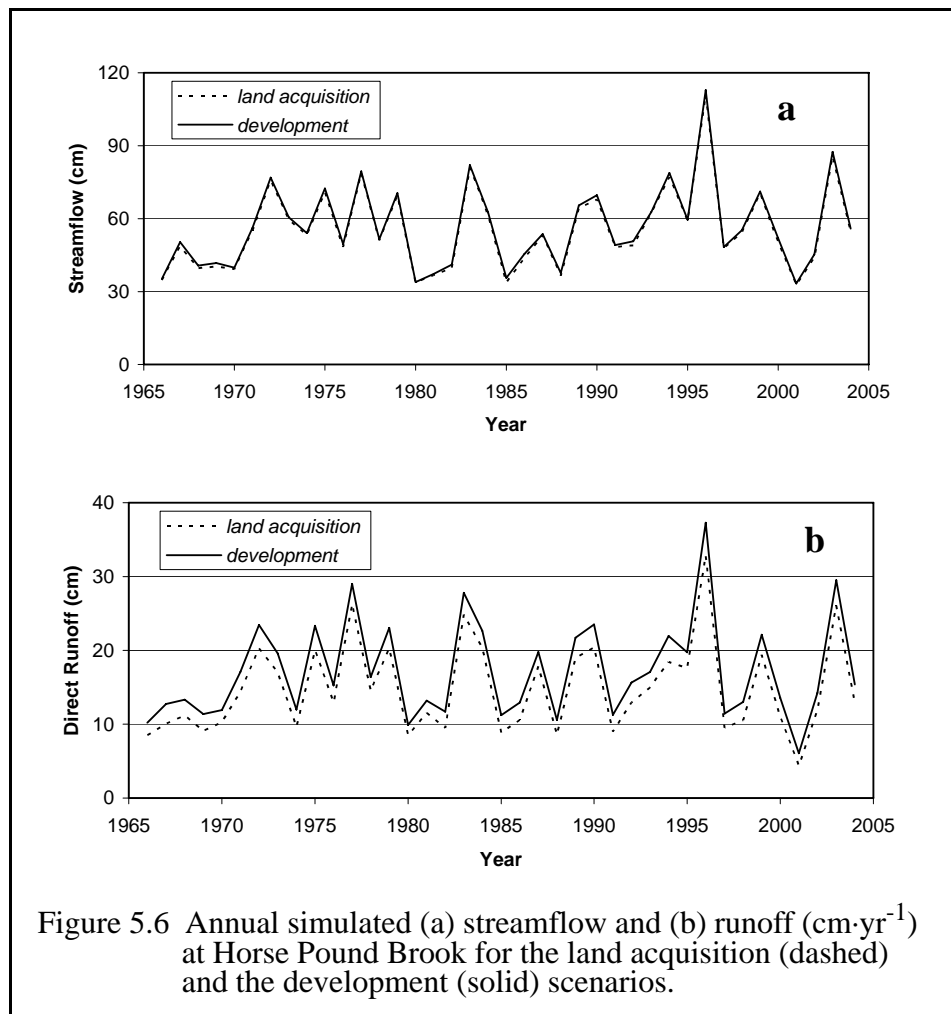 120
90
60
30
0
Streamflow (cm)
land acquisition
development
a
1965 1970 1975 1980 1985 1990 1995 2000 2005
Year
40
30
20
10
0
Direct Runoff (cm)
land acquisition
development
b
1965 1970 1975 1980 1985 1990 1995 2000 2005
Year
Figure 5.6 Annual simulated (a) streamflow and (b) runoff (cm·yr⁻¹)
at Horse Pound Brook for the land acquisition (dashed)
and the development (solid) scenarios.